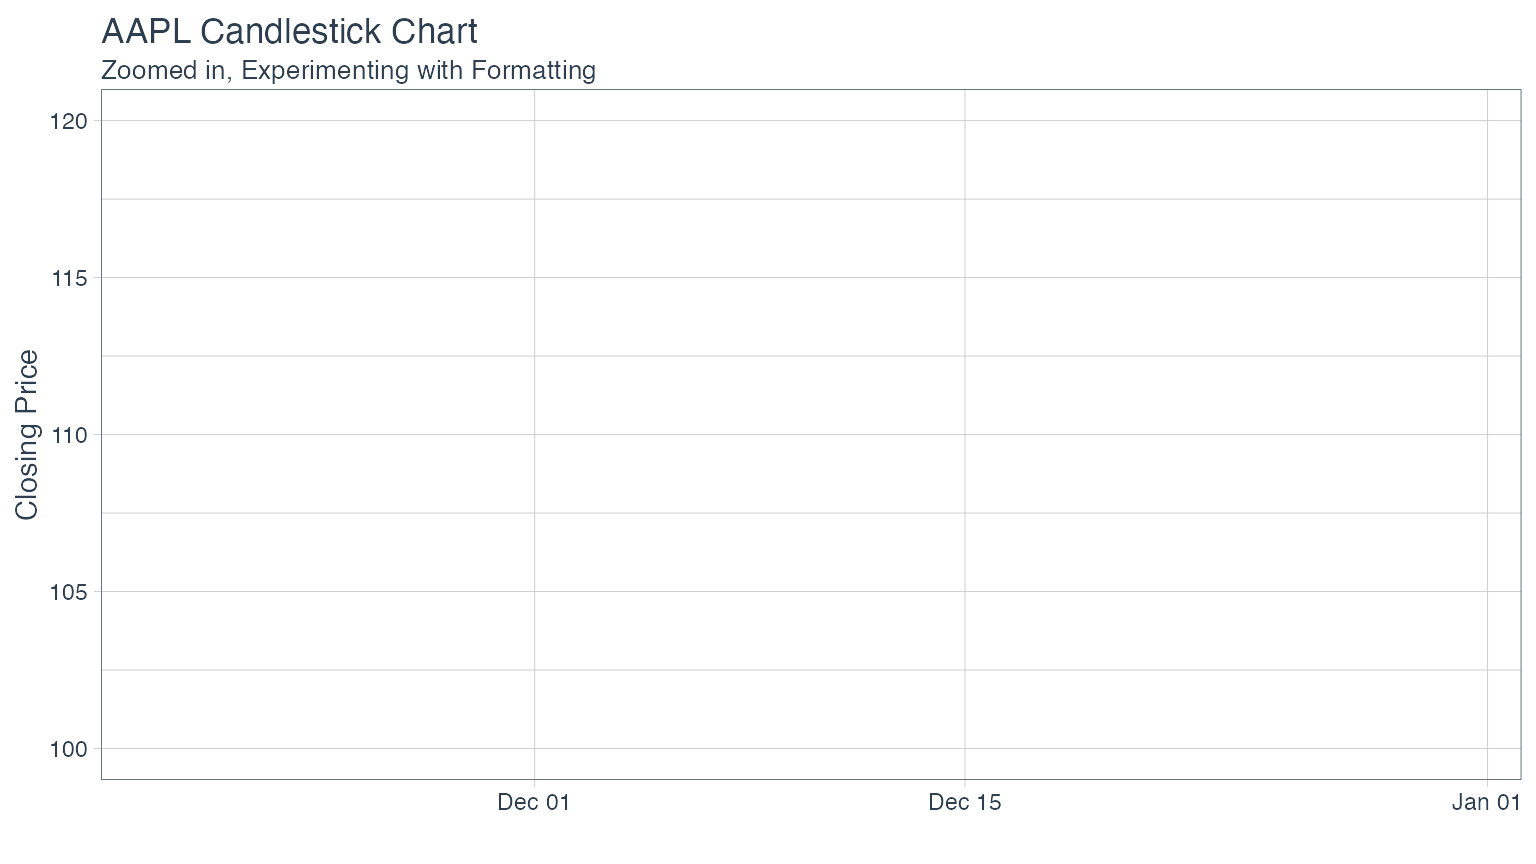 AAPL Candlestick Chart
Zoomed in, Experimenting with Formatting
Closing Price
120
115
110
105
100
Dec 01
Dec 15
Jan 01